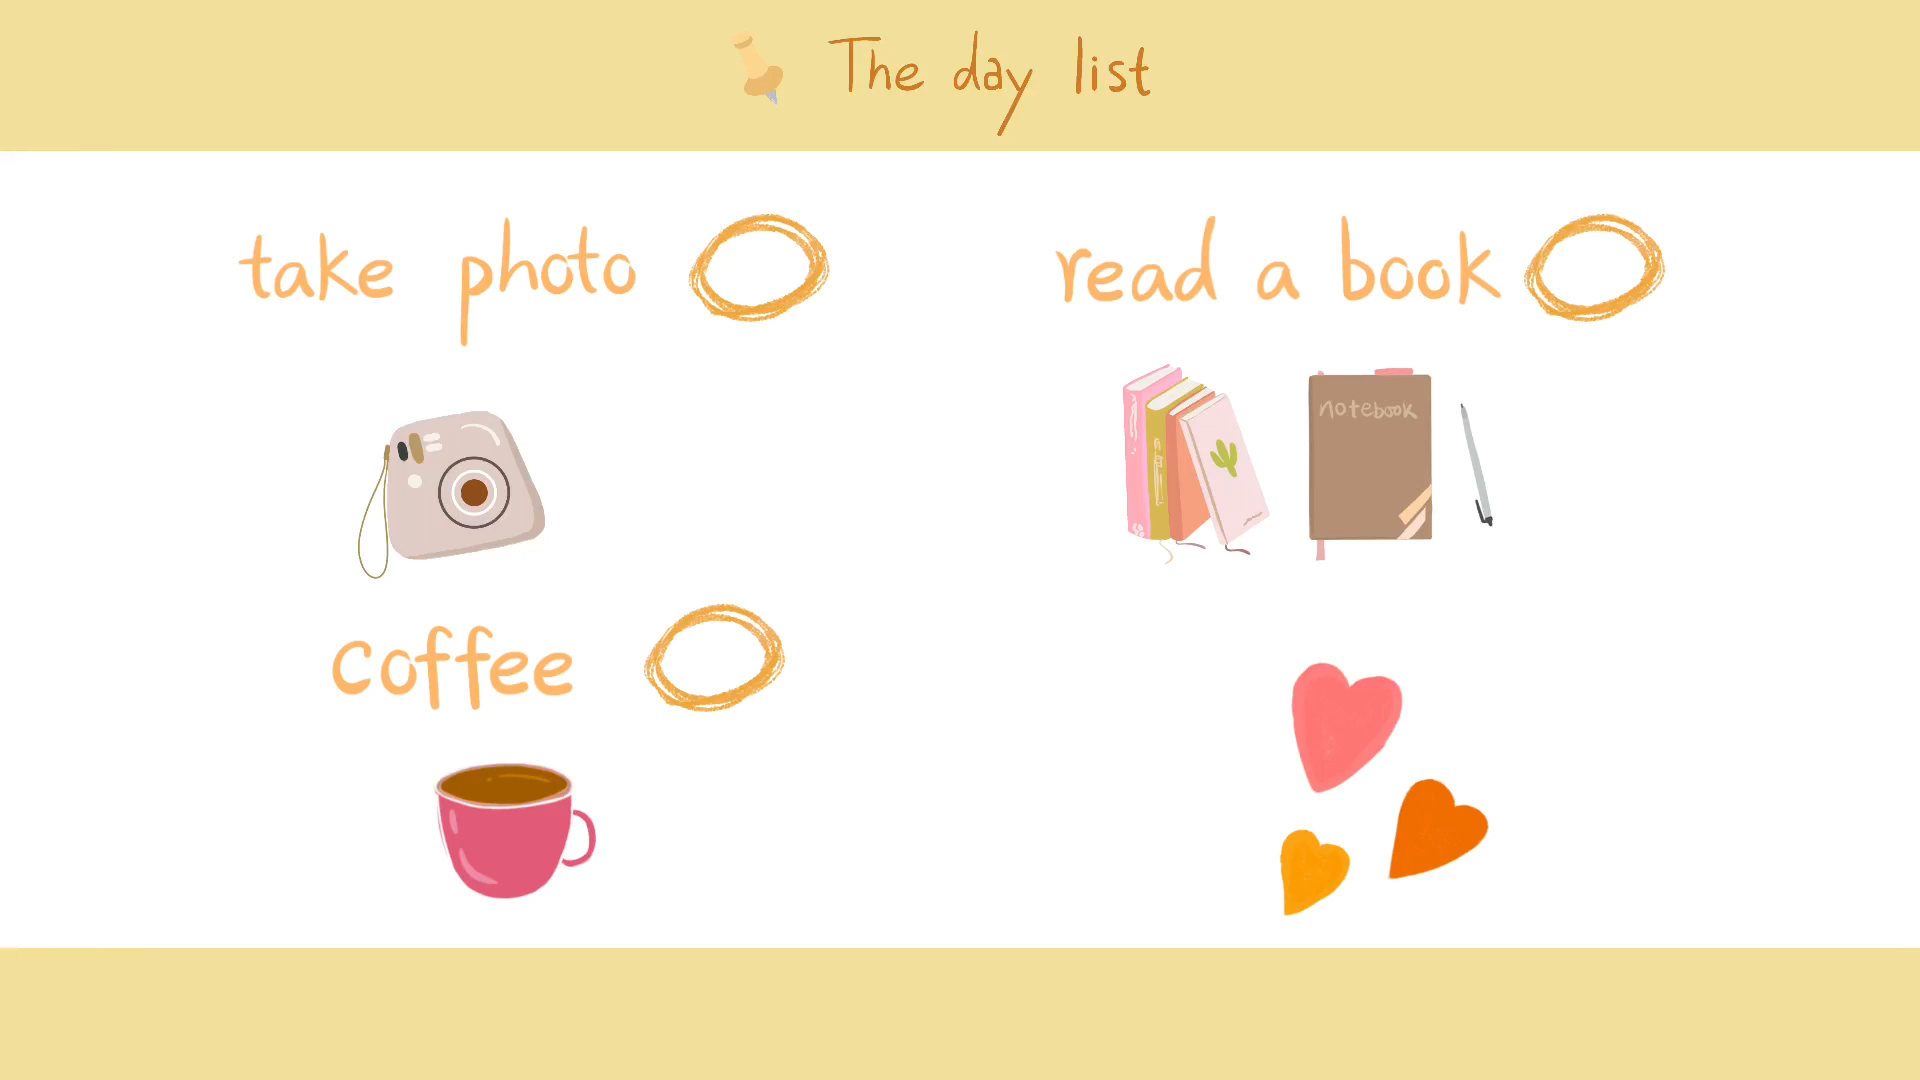 The day list
take photo
read a book
notebook
coffee